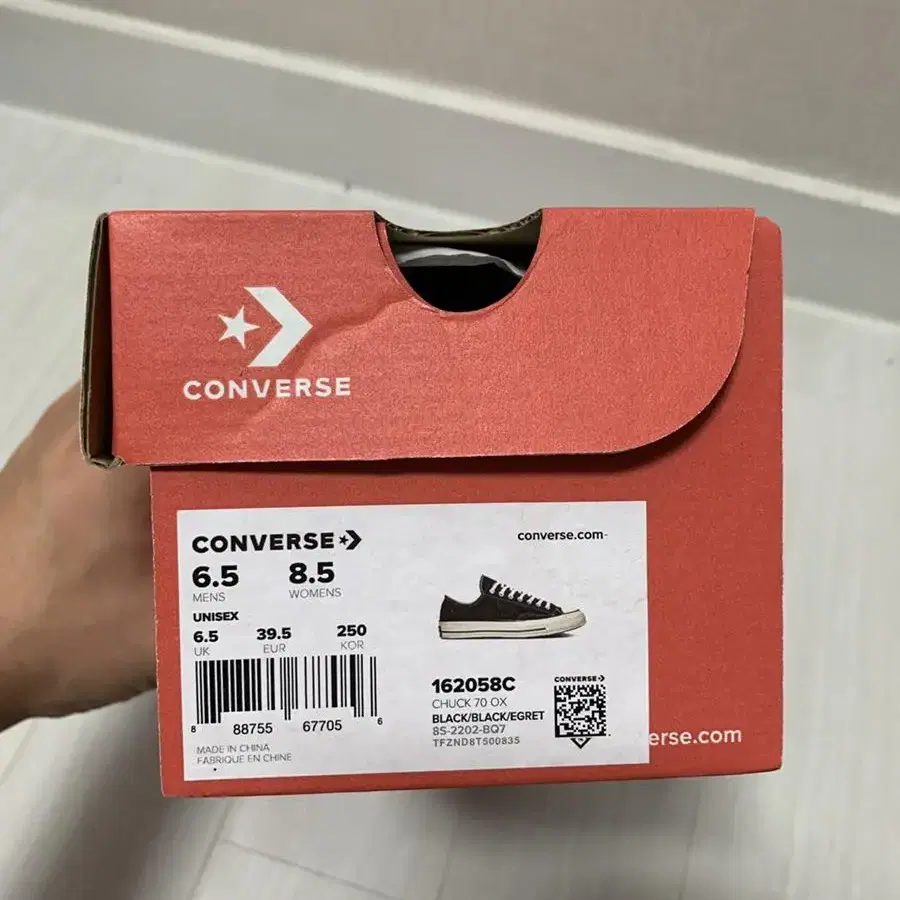 CONVERSE
CONVERSE
converse.com
6.5 8.5
MENS WOMENS
UNISEX
6.5 39.5 250
UK EUR KOR
8 88755 67705 6
MADE IN CHINA
FABRIQUE EN CHINE
162058C
CHUCK 70 OX
BLACK/BLACK/EGRET
8S-2202-BQ7
TFZND8T500835
CONVERSE
erse.com